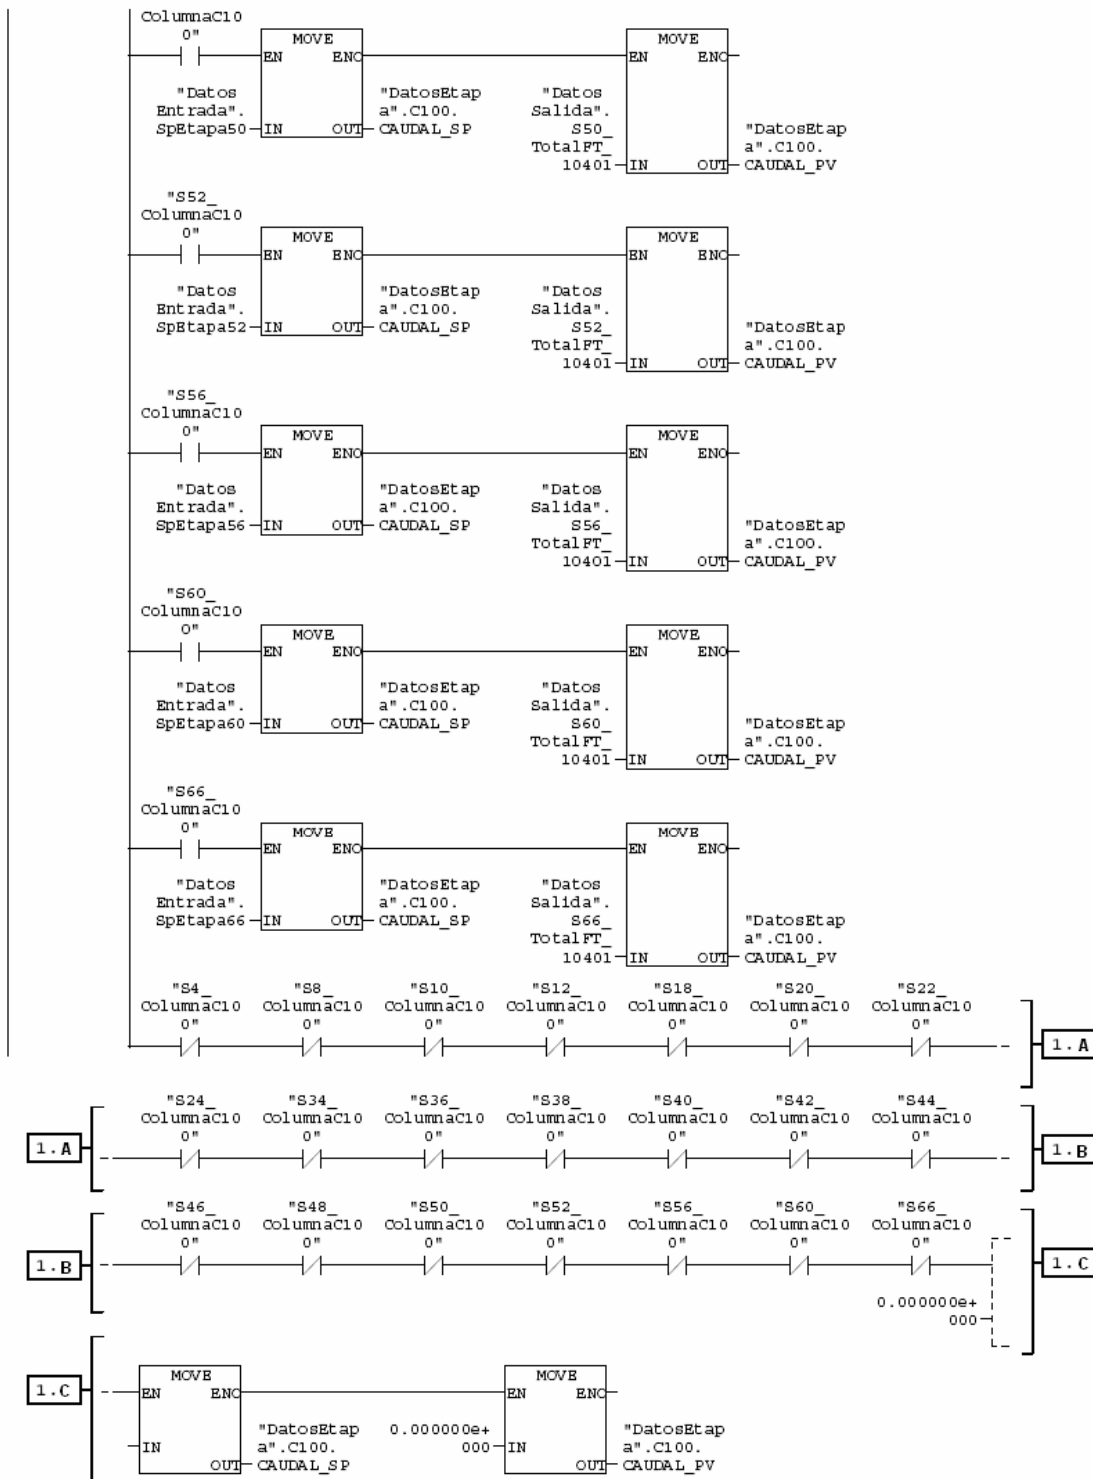 ColumnaC10
0"
MOVE
MOVE
EN ENO
EN ENO
"Datos
Entrada".
SpEtapa50
IN OUT
"DatosEtap
a".C100.
CAUDAL_SP
"Datos
Salida".
S50_
TotalFT_
10401
IN OUT
"DatosEtap
a".C100.
CAUDAL_PV
"S52_
ColumnaC10
0"
MOVE
MOVE
EN ENO
EN ENO
"Datos
Entrada".
SpEtapa52
IN OUT
"DatosEtap
a".C100.
CAUDAL_SP
"Datos
Salida".
S52_
TotalFT_
10401
IN OUT
"DatosEtap
a".C100.
CAUDAL_PV
"S56_
ColumnaC10
0"
MOVE
MOVE
EN ENO
EN ENO
"Datos
Entrada".
SpEtapa56
IN OUT
"DatosEtap
a".C100.
CAUDAL_SP
"Datos
Salida".
S56_
TotalFT_
10401
IN OUT
"DatosEtap
a".C100.
CAUDAL_PV
"S60_
ColumnaC10
0"
MOVE
MOVE
EN ENO
EN ENO
"Datos
Entrada".
SpEtapa60
IN OUT
"DatosEtap
a".C100.
CAUDAL_SP
"Datos
Salida".
S60_
TotalFT_
10401
IN OUT
"DatosEtap
a".C100.
CAUDAL_PV
"S66_
ColumnaC10
0"
MOVE
MOVE
EN ENO
EN ENO
"Datos
Entrada".
SpEtapa66
IN OUT
"DatosEtap
a".C100.
CAUDAL_SP
"Datos
Salida".
S66_
TotalFT_
10401
IN OUT
"DatosEtap
a".C100.
CAUDAL_PV
"S4_ "S8_ "S10_ "S12_ "S18_ "S20_ "S22_
ColumnaC10 ColumnaC10 ColumnaC10 ColumnaC10 ColumnaC10 ColumnaC10 ColumnaC10
0" 0" 0" 0" 0" 0" 0"
1.A
"S24_ "S34_ "S36_ "S38_ "S40_ "S42_ "S44_
ColumnaC10 ColumnaC10 ColumnaC10 ColumnaC10 ColumnaC10 ColumnaC10 ColumnaC10
0" 0" 0" 0" 0" 0" 0"
1.A
1.B
"S46_ "S48_ "S50_ "S52_ "S56_ "S60_ "S66_
ColumnaC10 ColumnaC10 ColumnaC10 ColumnaC10 ColumnaC10 ColumnaC10 ColumnaC10
0" 0" 0" 0" 0" 0" 0"
1.B
1.C
0.000000e+
000
1.C
MOVE
MOVE
EN ENO
EN ENO
IN
OUT
"DatosEtap
a".C100.
CAUDAL_SP
0.000000e+
000
IN
OUT
"DatosEtap
a".C100.
CAUDAL_PV